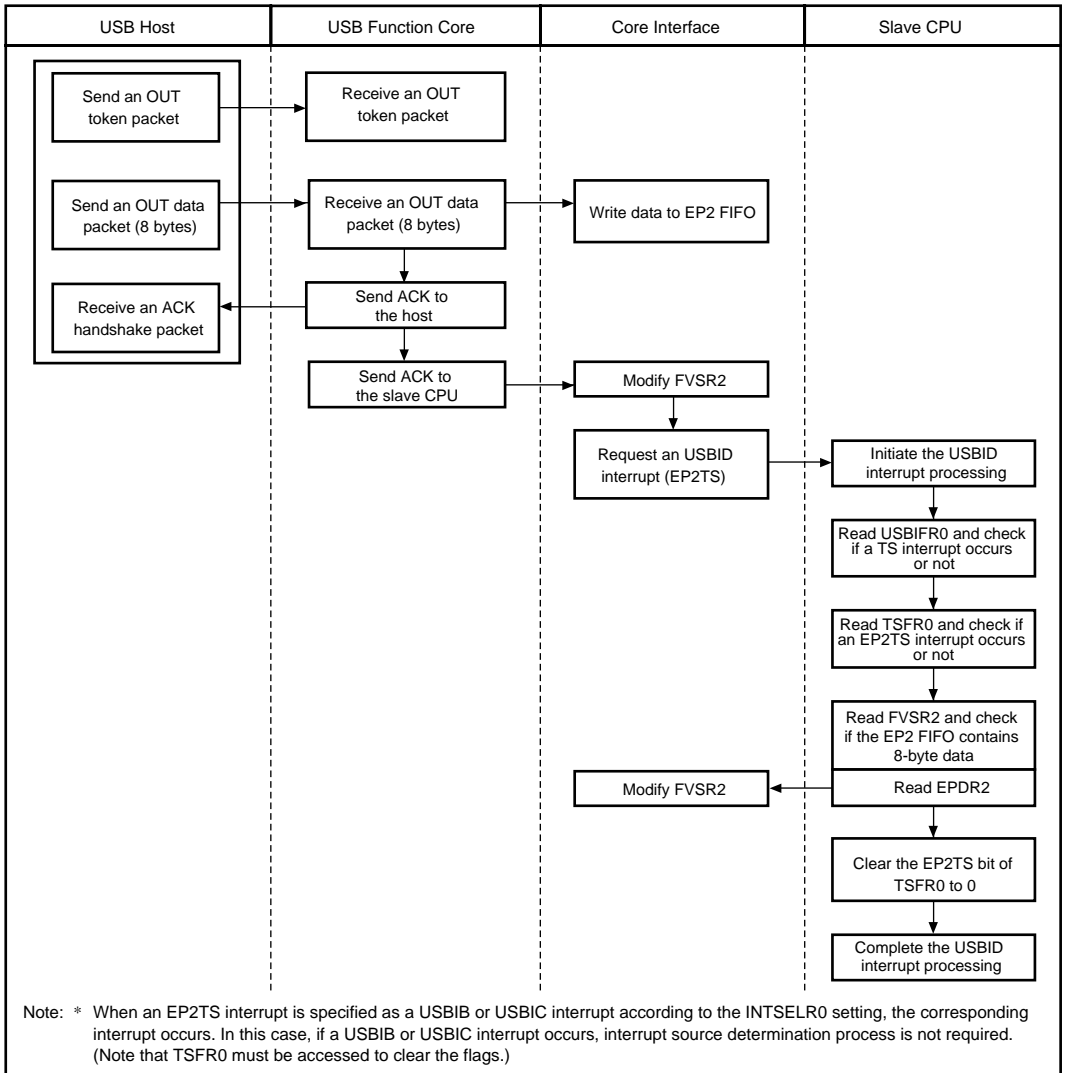 USB Host
USB Function Core
Core Interface
Slave CPU
Send an OUT
token packet
Receive an OUT
token packet
Send an OUT data
packet (8 bytes)
Receive an OUT data
packet (8 bytes)
Write data to EP2 FIFO
Receive an ACK
handshake packet
Send ACK to
the host
Send ACK to
the slave CPU
Modify FVSR2
Request an USBID
interrupt (EP2TS)
Initiate the USBID
interrupt processing
Read USBIFR0 and check
if a TS interrupt occurs
or not
Read TSFR0 and check if
an EP2TS interrupt occurs
or not
Read FVSR2 and check
if the EP2 FIFO contains
8-byte data
Modify FVSR2
Read EPDR2
Clear the EP2TS bit of
TSFR0 to 0
Complete the USBID
interrupt processing
Note: * When an EP2TS interrupt is specified as a USBIB or USBIC interrupt according to the INTSELR0 setting, the corresponding
interrupt occurs. In this case, if a USBIB or USBIC interrupt occurs, interrupt source determination process is not required.
(Note that TSFR0 must be accessed to clear the flags.)